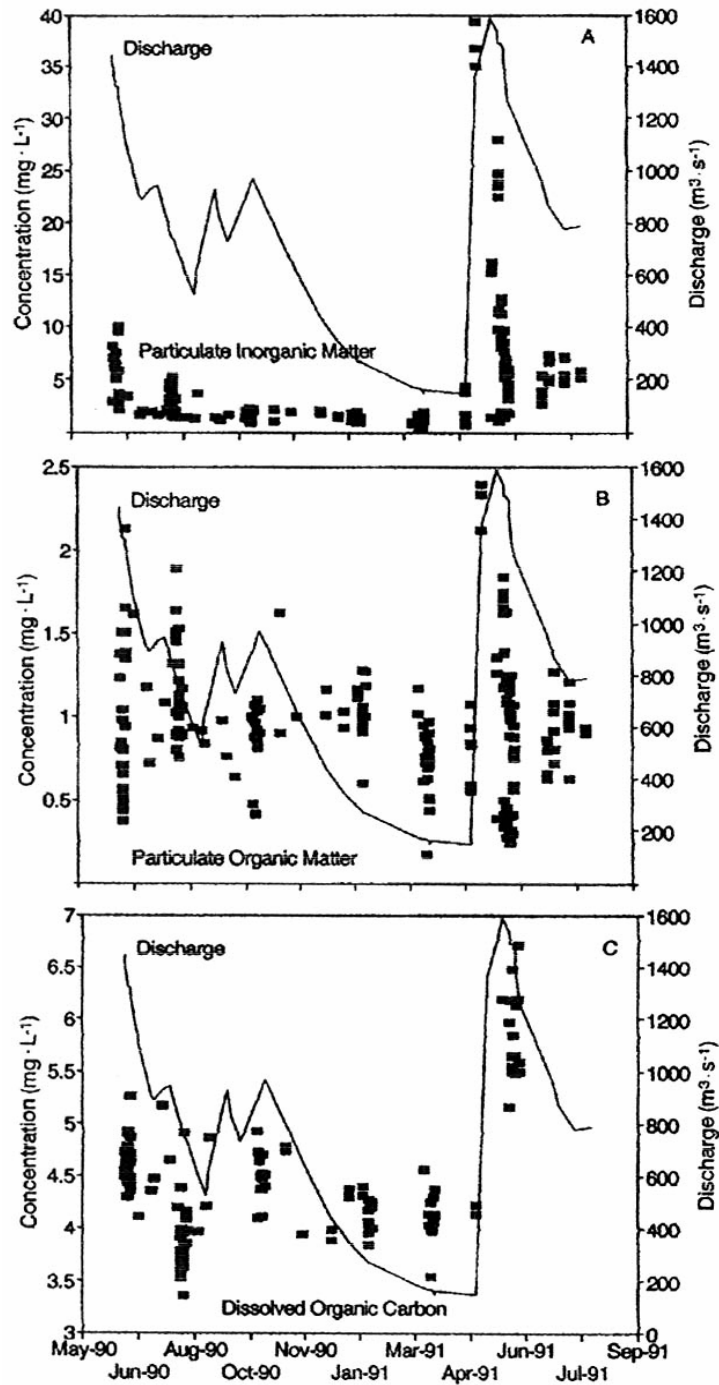 40
35
30
25
20
15
10
5
Concentration (mg · L⁻¹)
Discharge
A
Particulate Inorganic Matter
1600
1400
1200
1000
800
600
400
200
Discharge (m³·s⁻¹)
2.5
2
1.5
1
0.5
Concentration (mg · L⁻¹)
Discharge
B
Particulate Organic Matter
1600
1400
1200
1000
800
600
400
200
Discharge (m³·s⁻¹)
7
6.5
6
5.5
5
4.5
4
3.5
3
Concentration (mg · L⁻¹)
Discharge
C
Dissolved Organic Carbon
1600
1400
1200
1000
800
600
400
200
0
Discharge (m³·s⁻¹)
May-90 Aug-90 Nov-90 Mar-91 Jun-91 Sep-91
Jun-90 Oct-90 Jan-91 Apr-91 Jul-91